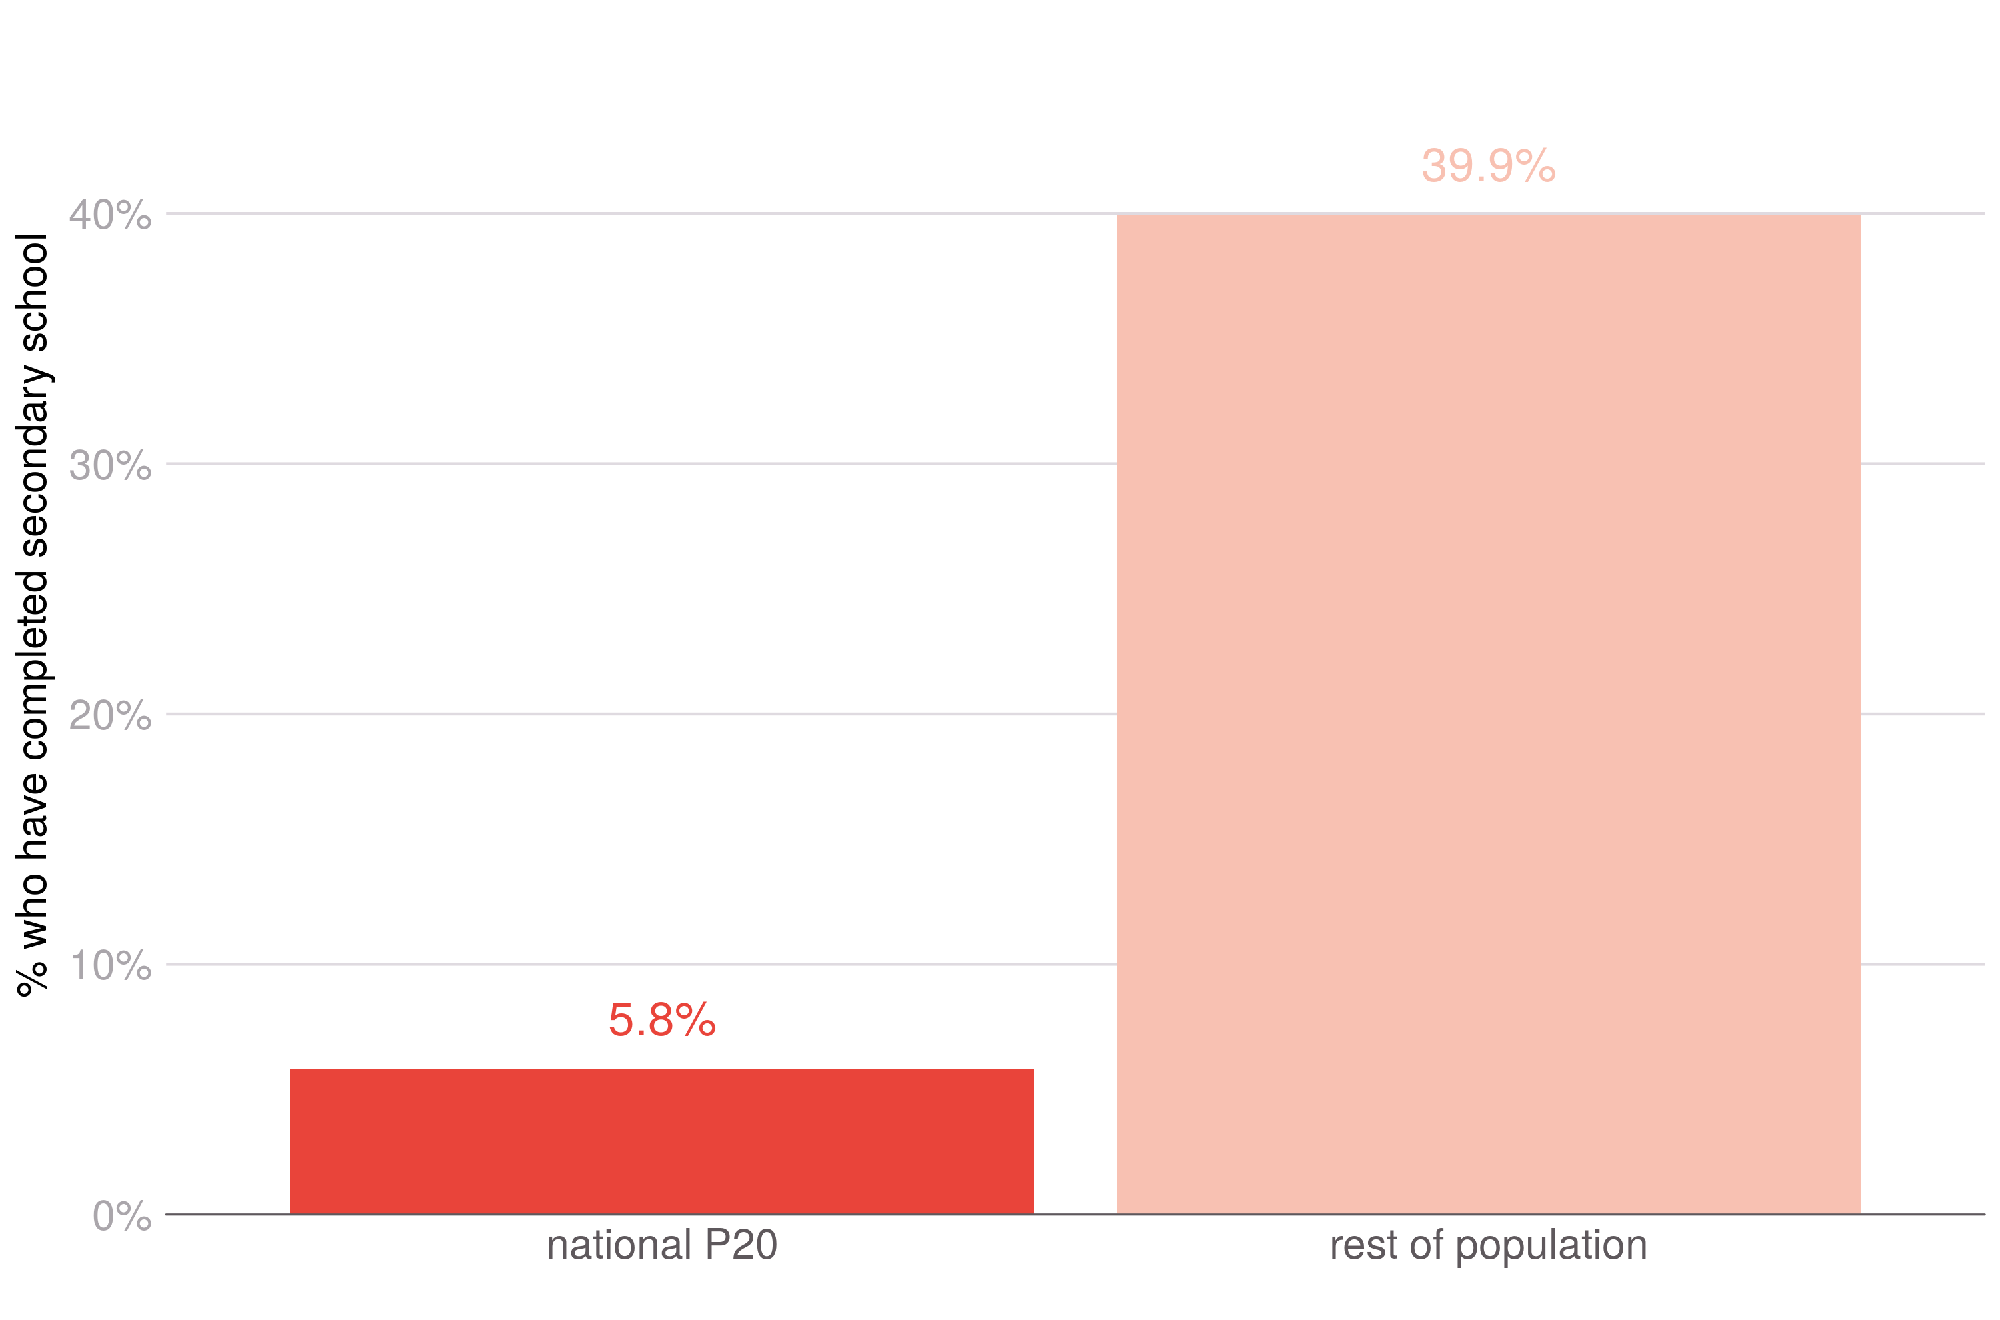 % who have completed secondary school
40%
30%
20%
10%
0%
39.9%
5.8%
national P20
rest of population